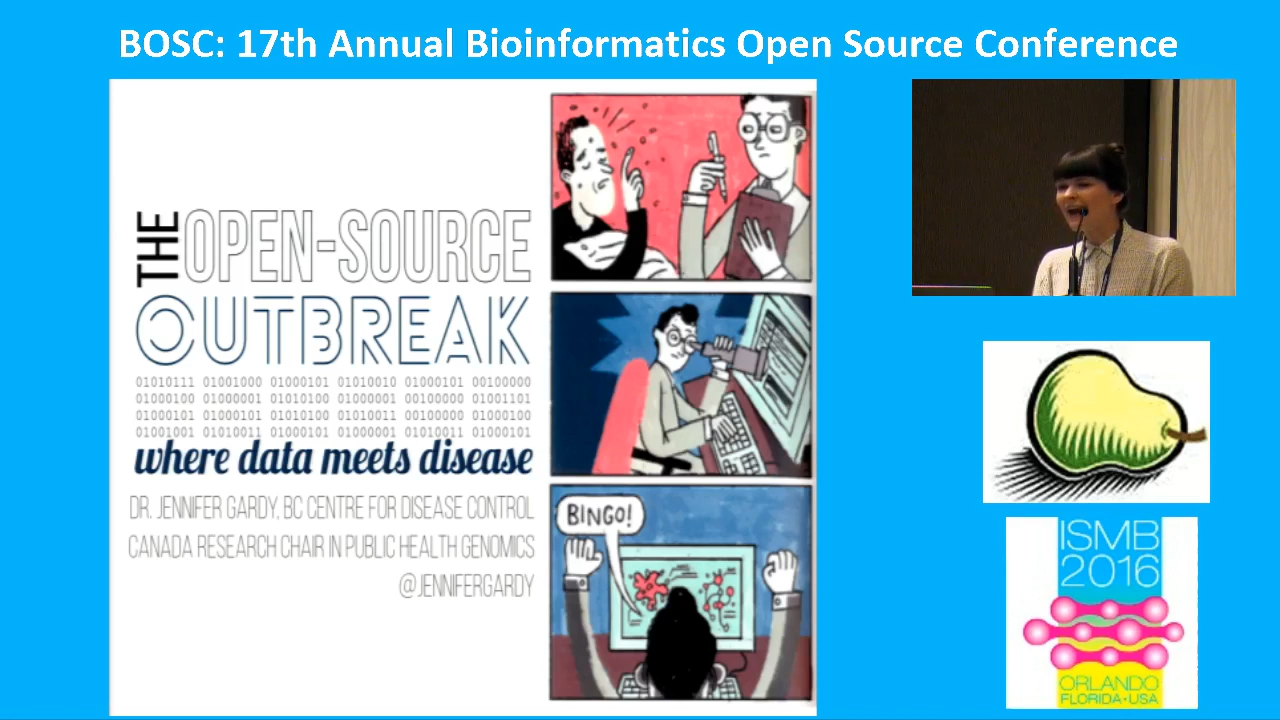 BOSC: 17th Annual Bioinformatics Open Source Conference
THE OPEN-SOURCE
OUTBREAK
01010111 01001000 01000101 01010010 01000101 00100000
01000100 01000001 01010100 01000001 00100000 01001101
01000101 01000101 01010100 01010011 00100000 01000100
01001001 01010011 01000101 01000001 01010011 01000101
where data meets disease
DR. JENNIFER GARDY, BC CENTRE FOR DISEASE CONTROL
CANADA RESEARCH CHAIR IN PUBLIC HEALTH GENOMICS
@JENNIFERGARDY
BINGO!
ISMB
2016
ORLANDO
FLORIDA•USA